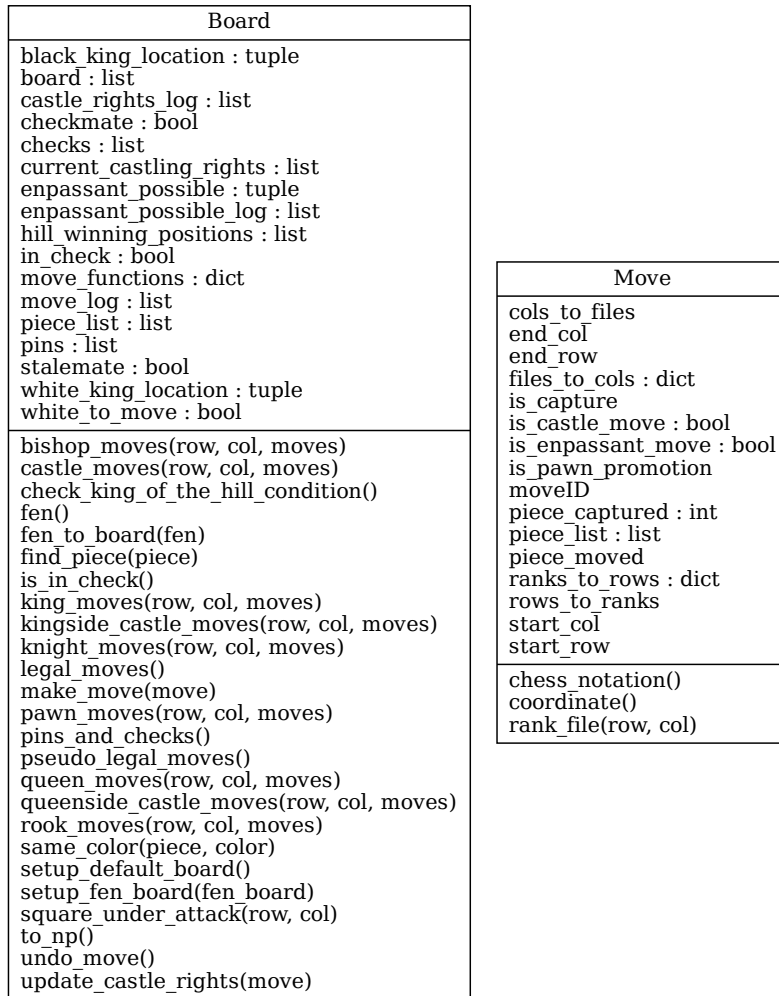 Board
black_king_location : tuple
board : list
castle_rights_log : list
checkmate : bool
checks : list
current_castling_rights : list
enpassant_possible : tuple
enpassant_possible_log : list
hill_winning_positions : list
in_check : bool
move_functions : dict
move_log : list
piece_list : list
pins : list
stalemate : bool
white_king_location : tuple
white_to_move : bool
bishop_moves(row, col, moves)
castle_moves(row, col, moves)
check_king_of_the_hill_condition()
fen()
fen_to_board(fen)
find_piece(piece)
is_in_check()
king_moves(row, col, moves)
kingside_castle_moves(row, col, moves)
knight_moves(row, col, moves)
legal_moves()
make_move(move)
pawn_moves(row, col, moves)
pins_and_checks()
pseudo_legal_moves()
queen_moves(row, col, moves)
queenside_castle_moves(row, col, moves)
rook_moves(row, col, moves)
same_color(piece, color)
setup_default_board()
setup_fen_board(fen_board)
square_under_attack(row, col)
to_np()
undo_move()
update_castle_rights(move)
Move
cols_to_files
end_col
end_row
files_to_cols : dict
is_capture
is_castle_move : bool
is_enpassant_move : bool
is_pawn_promotion
moveID
piece_captured : int
piece_list : list
piece_moved
ranks_to_rows : dict
rows_to_ranks
start_col
start_row
chess_notation()
coordinate()
rank_file(row, col)